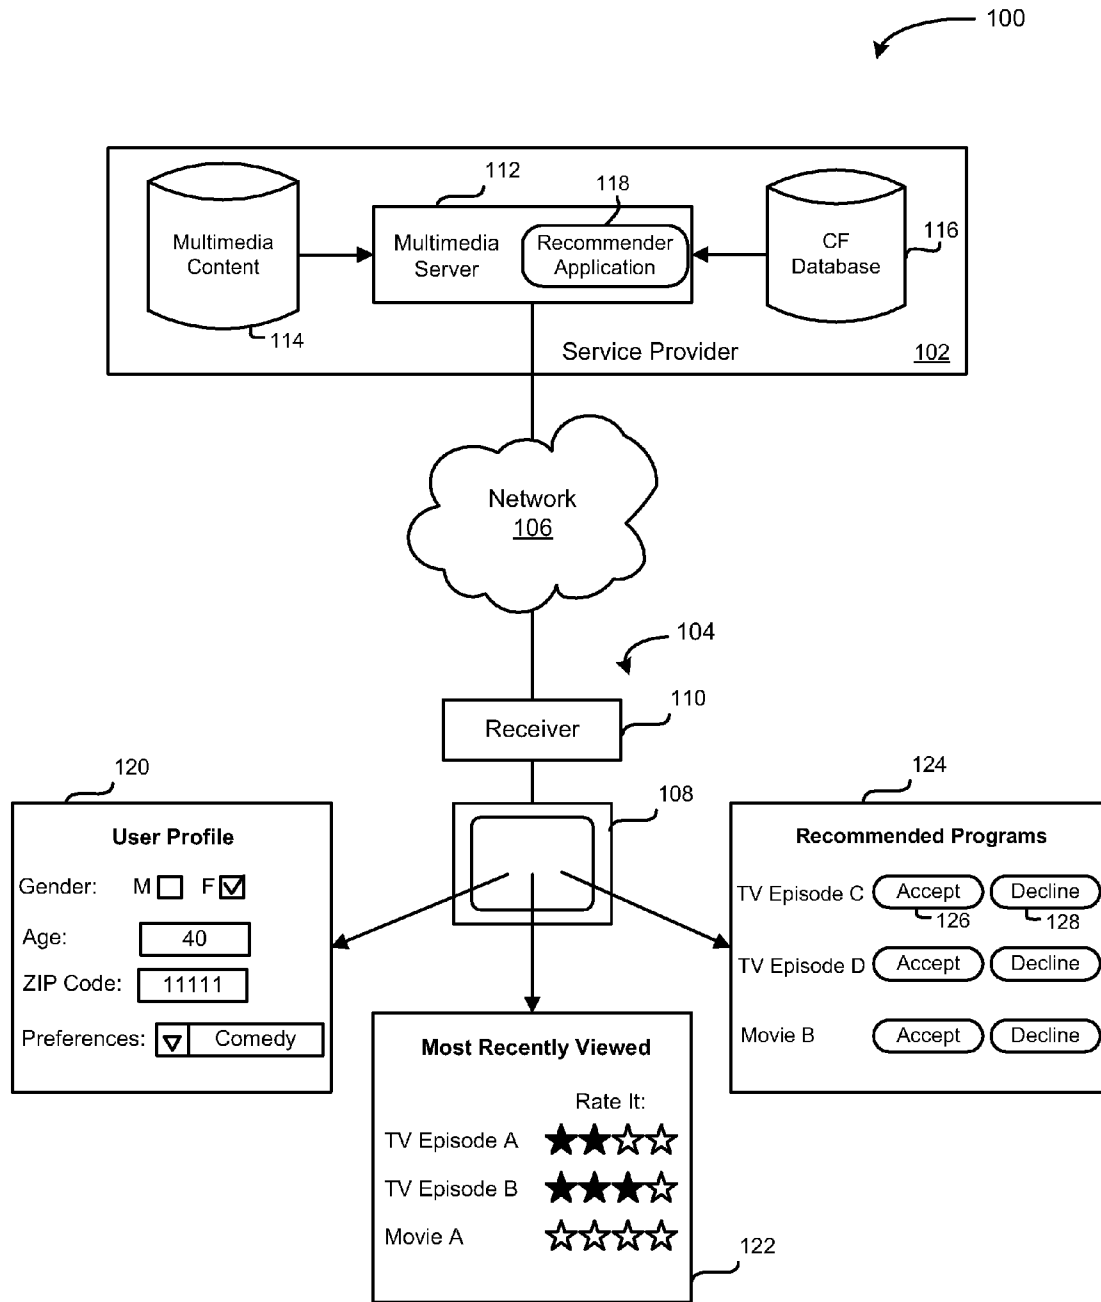 100
112
118
Multimedia
Content
Multimedia
Server
Recommender
Application
CF
Database
116
114
Service Provider
102
Network
106
104
110
Receiver
120
108
124
User Profile
Gender: M F
Age: 40
ZIP Code: 11111
Preferences: Comedy
Recommended Programs
TV Episode C Accept Decline
126 128
TV Episode D Accept Decline
Movie B Accept Decline
Most Recently Viewed
Rate It:
TV Episode A
TV Episode B
Movie A
122